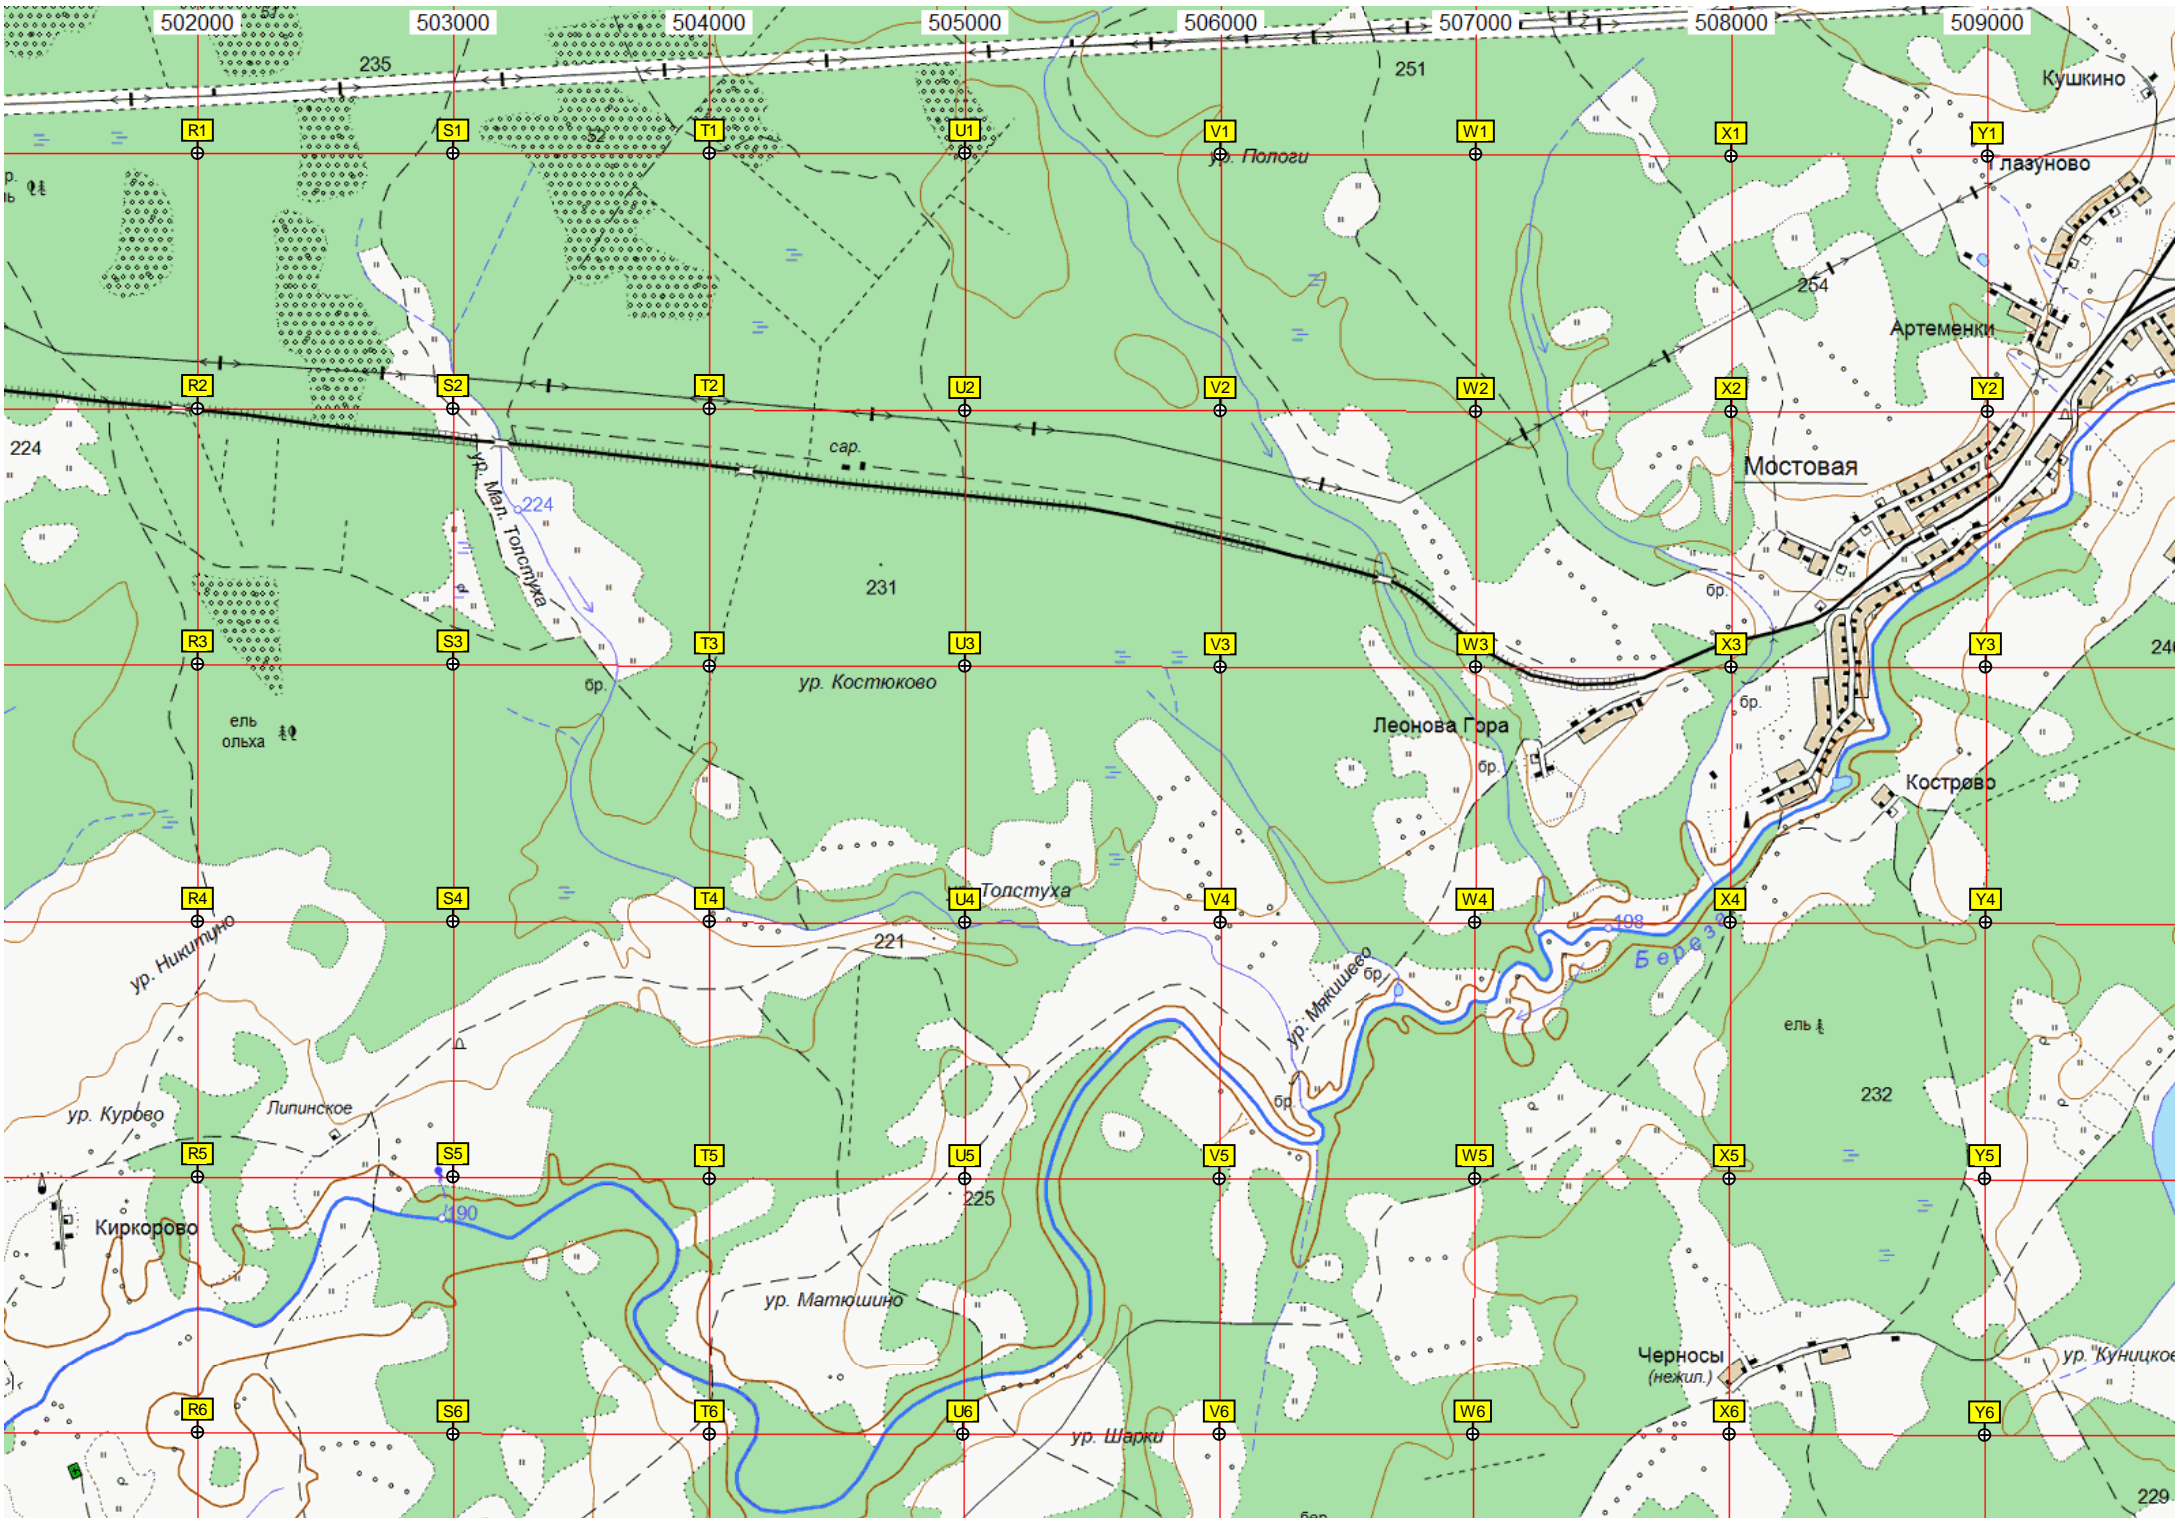 502000 503000 504000 505000 506000 507000 508000 509000
235
251
Кушкино
R1 S1 T1 U1 V1 W1 X1 Y1
52
ур. Пологи
Глазуново
254
Артеменки
R2 S2 T2 U2 V2 W2 X2 Y2
224
сар.
Мостовая
ур. Мал. Толстуха
224
231
бр.
R3 S3 T3 U3 V3 W3 X3 Y3
бр.
ур. Костюково
бр.
ель
ольха
Леонова Гора
бр.
Кострово
R4 S4 T4 U4 V4 W4 X4 Y4
Толстуха
198
ур. Никитино
221
Береза
ур. Мякишево
бр.
ель
232
ур. Курово
Липинское
бр.
R5 S5 T5 U5 V5 W5 X5 Y5
190
225
Киркорово
ур. Матюшино
Черносы
(нежил.)
ур. Куницкое
R6 S6 T6 U6 V6 W6 X6 Y6
ур. Шарки
229